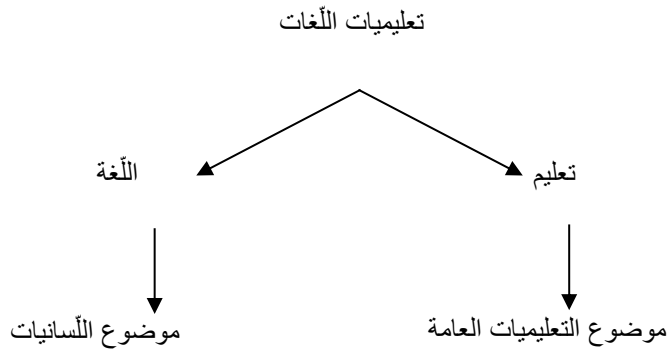 تعليميات اللّغات
تعليم
اللّغة
موضوع التعليميات العامة
موضوع اللّسانيات